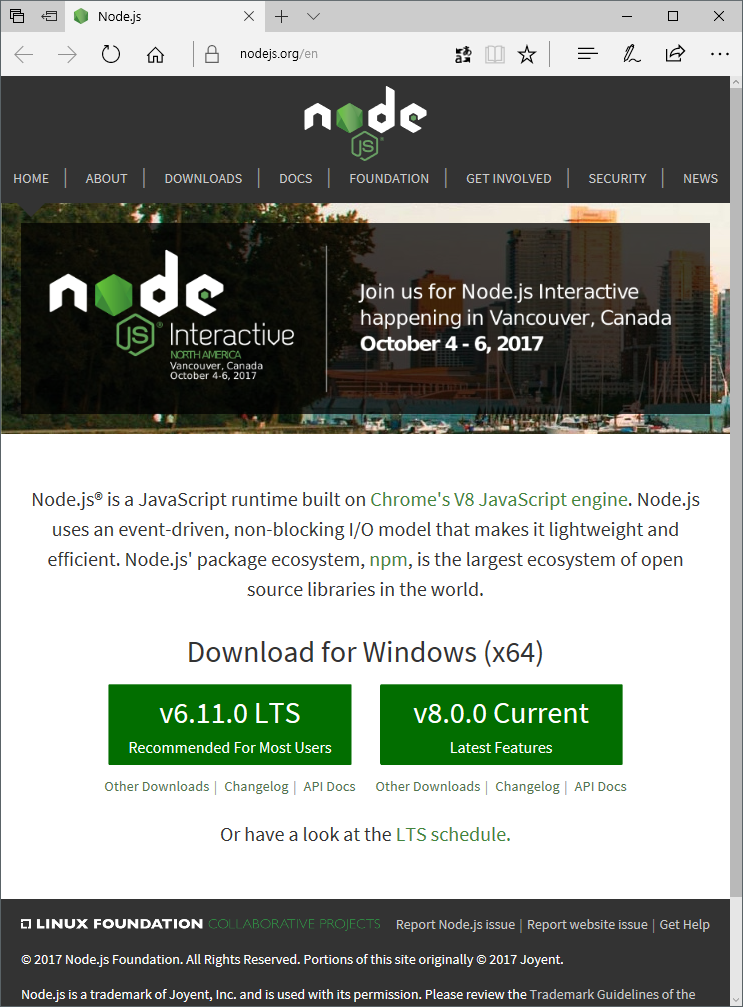 Node.js
nodejs.org/en
node
JS
HOME | ABOUT | DOWNLOADS | DOCS | FOUNDATION | GET INVOLVED | SECURITY | NEWS
node
JS Interactive
NORTH AMERICA
Vancouver, Canada
October 4-6, 2017
Join us for Node.js Interactive
happening in Vancouver, Canada
October 4 - 6, 2017
Node.js® is a JavaScript runtime built on Chrome's V8 JavaScript engine. Node.js
uses an event-driven, non-blocking I/O model that makes it lightweight and
efficient. Node.js' package ecosystem, npm, is the largest ecosystem of open
source libraries in the world.
Download for Windows (x64)
v6.11.0 LTS
Recommended For Most Users
v8.0.0 Current
Latest Features
Other Downloads | Changelog | API Docs
Other Downloads | Changelog | API Docs
Or have a look at the LTS schedule.
LINUX FOUNDATION COLLABORATIVE PROJECTS
Report Node.js issue | Report website issue | Get Help
© 2017 Node.js Foundation. All Rights Reserved. Portions of this site originally © 2017 Joyent.
Node.js is a trademark of Joyent, Inc. and is used with its permission. Please review the Trademark Guidelines of the